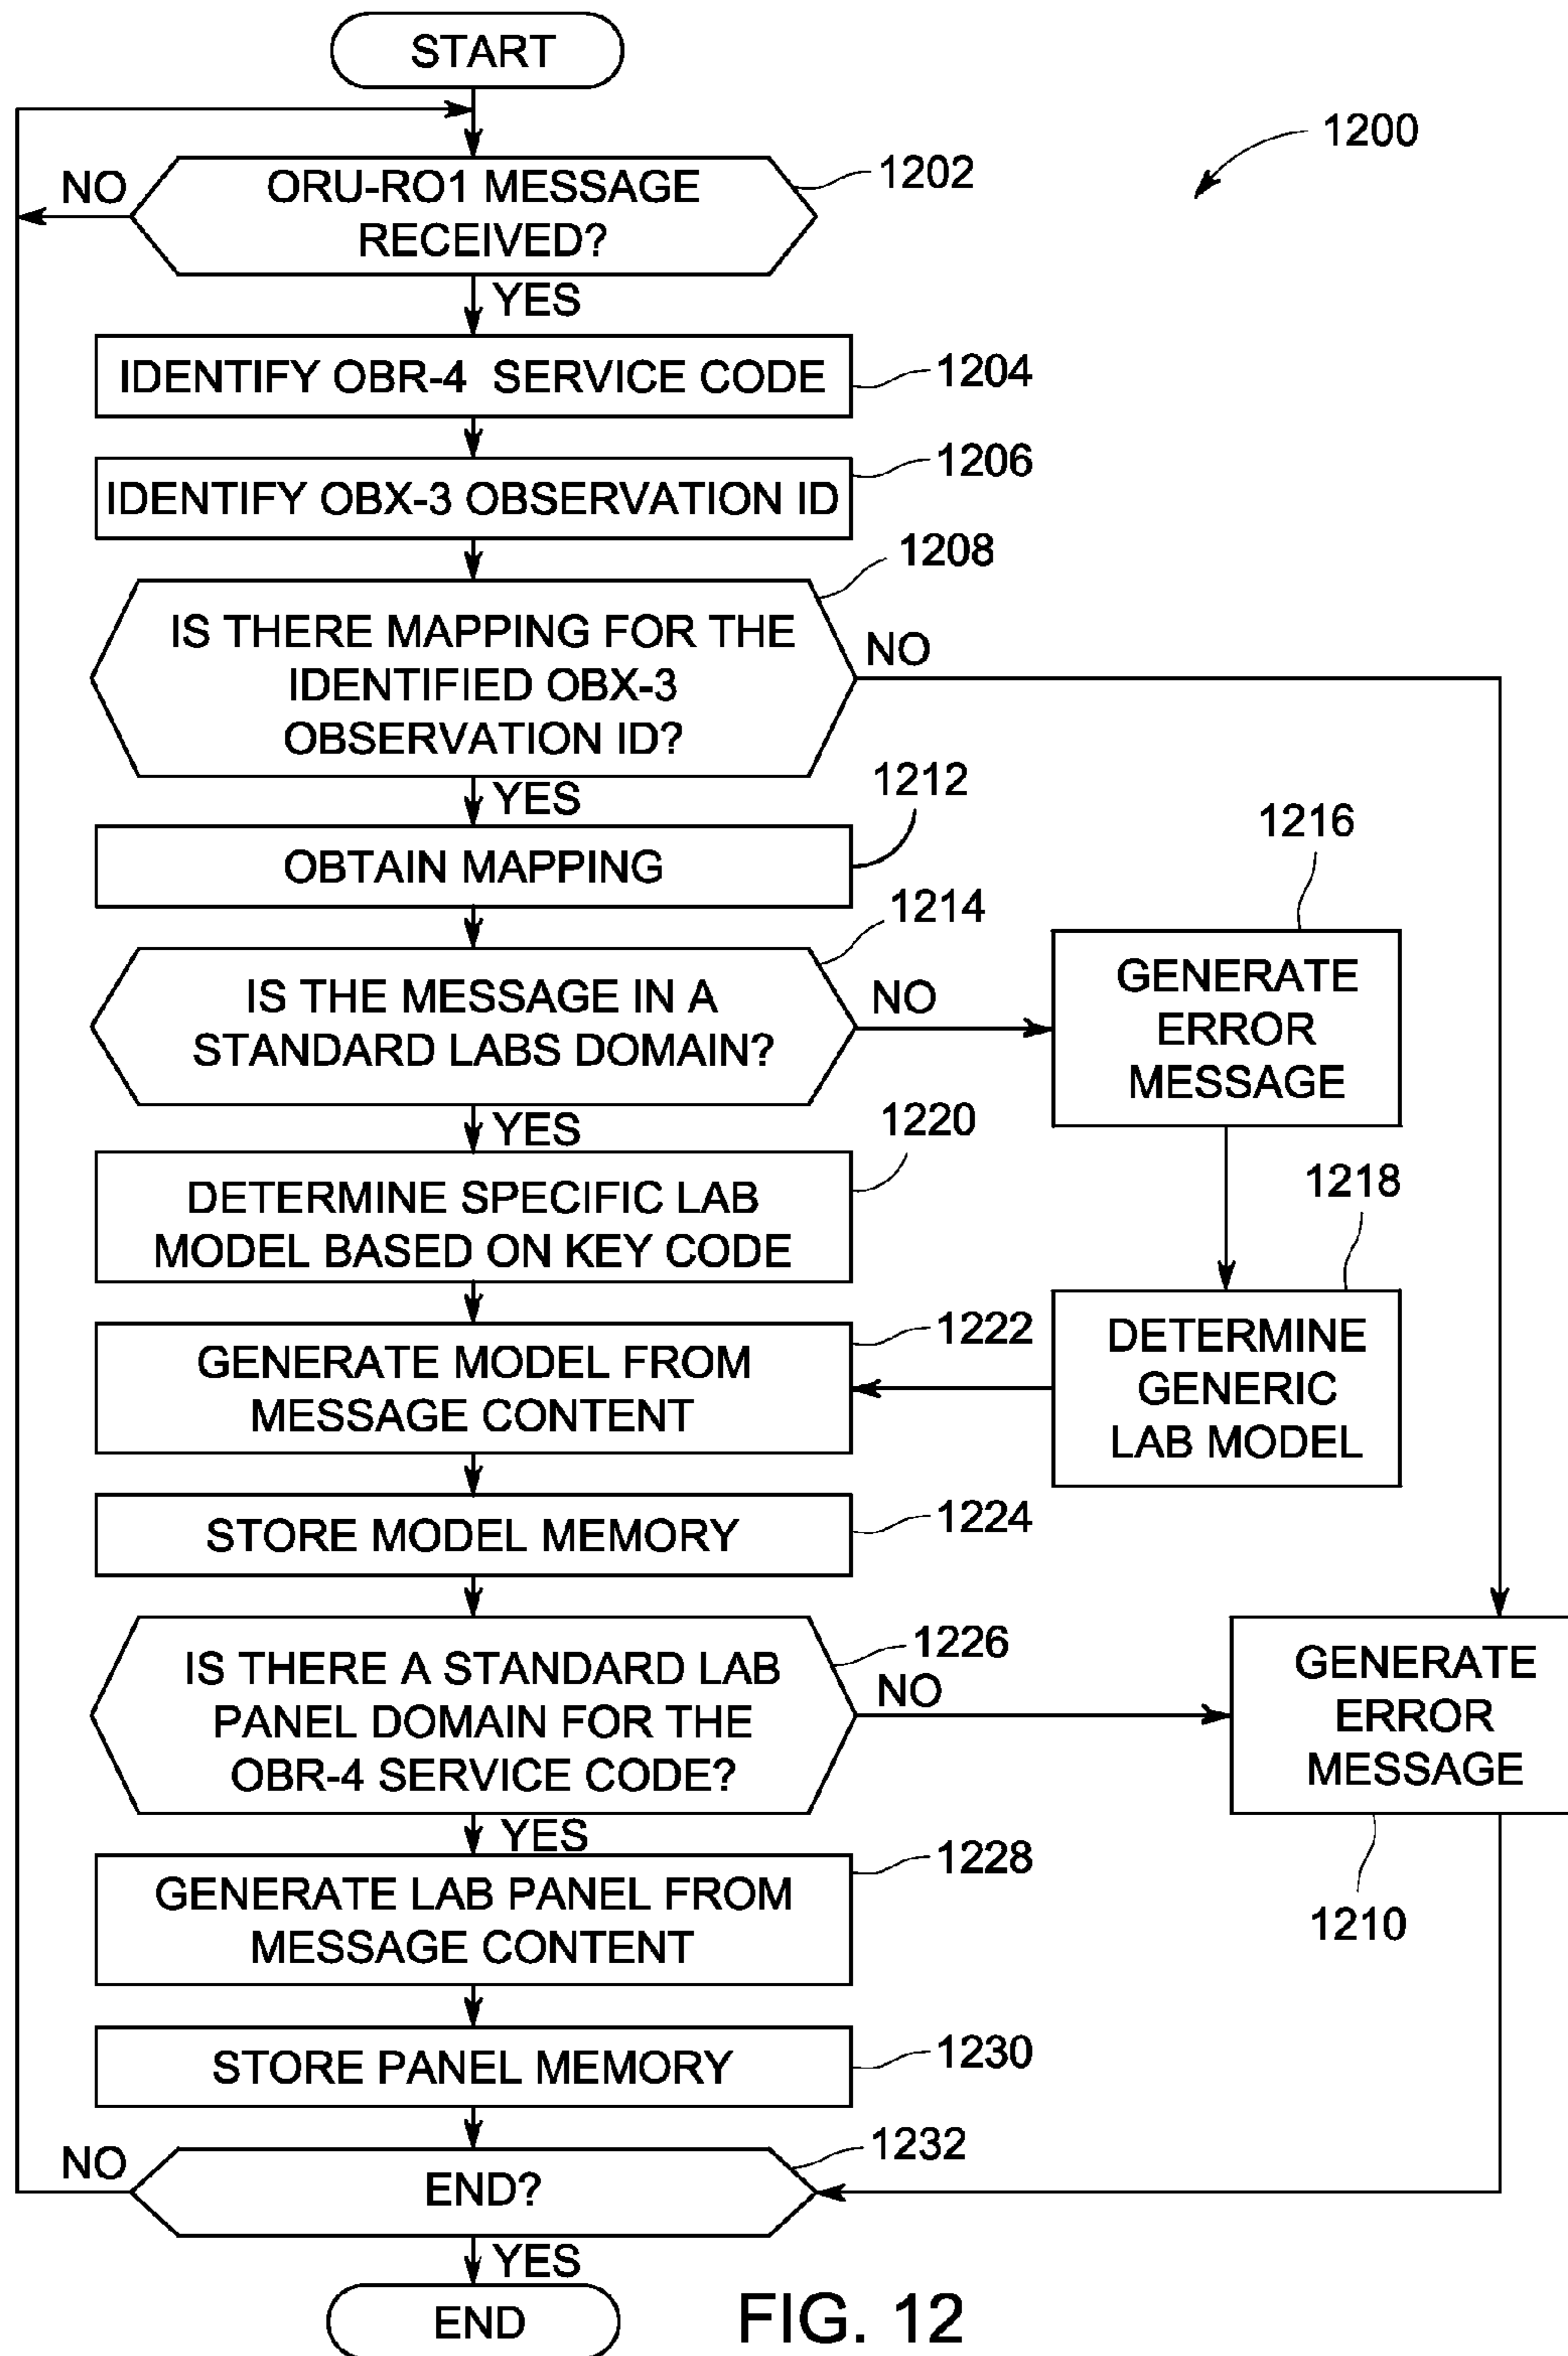 START
1200
NO
ORU-RO1 MESSAGE
RECEIVED?
1202
YES
IDENTIFY OBR-4 SERVICE CODE
1204
IDENTIFY OBX-3 OBSERVATION ID
1206
1208
IS THERE MAPPING FOR THE
IDENTIFIED OBX-3
OBSERVATION ID?
NO
YES
1212
OBTAIN MAPPING
1214
IS THE MESSAGE IN A
STANDARD LABS DOMAIN?
NO
1216
GENERATE
ERROR
MESSAGE
YES
1220
DETERMINE SPECIFIC LAB
MODEL BASED ON KEY CODE
1218
DETERMINE
GENERIC
LAB MODEL
1222
GENERATE MODEL FROM
MESSAGE CONTENT
STORE MODEL MEMORY
1224
IS THERE A STANDARD LAB
PANEL DOMAIN FOR THE
OBR-4 SERVICE CODE?
1226
NO
GENERATE
ERROR
MESSAGE
1210
YES
GENERATE LAB PANEL FROM
MESSAGE CONTENT
1228
STORE PANEL MEMORY
1230
NO
END?
1232
YES
END
FIG. 12